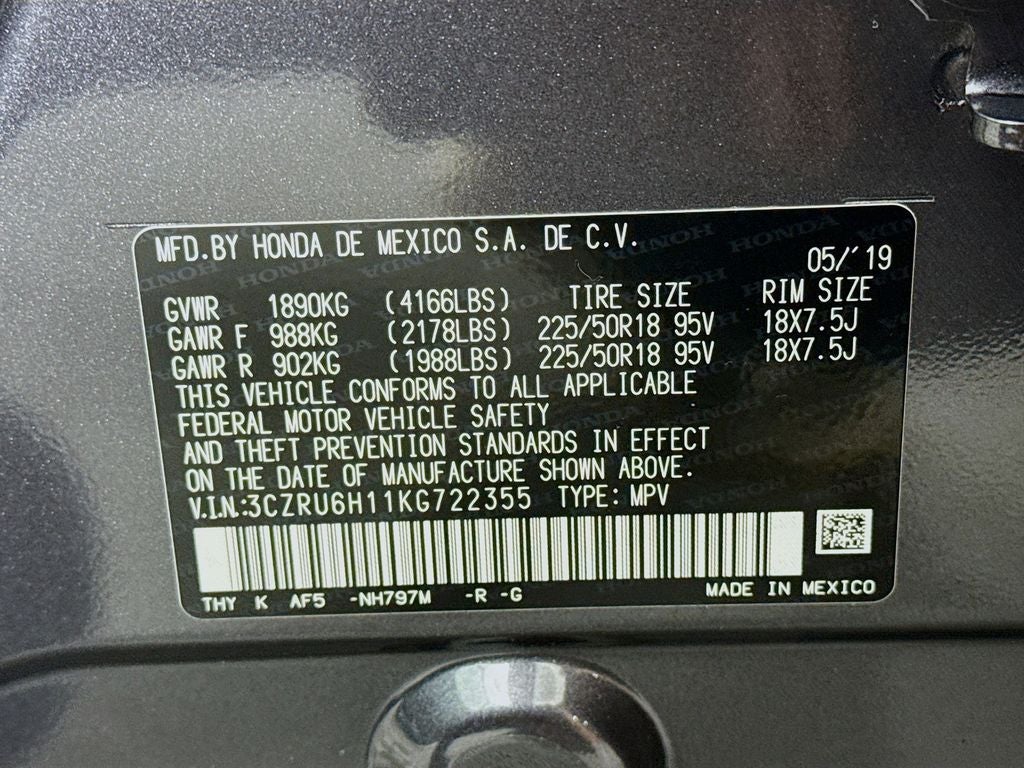 MFD.BY HONDA DE MEXICO S.A. DE C.V.
05/'19
GVWR 1890KG (4166LBS) TIRE SIZE RIM SIZE
GAWR F 988KG (2178LBS) 225/50R18 95V 18X7.5J
GAWR R 902KG (1988LBS) 225/50R18 95V 18X7.5J
THIS VEHICLE CONFORMS TO ALL APPLICABLE
FEDERAL MOTOR VEHICLE SAFETY
AND THEFT PREVENTION STANDARDS IN EFFECT
ON THE DATE OF MANUFACTURE SHOWN ABOVE.
V.I.N.:3CZRU6H11KG722355 TYPE: MPV
THY K AF5 -NH797M -R -G MADE IN MEXICO